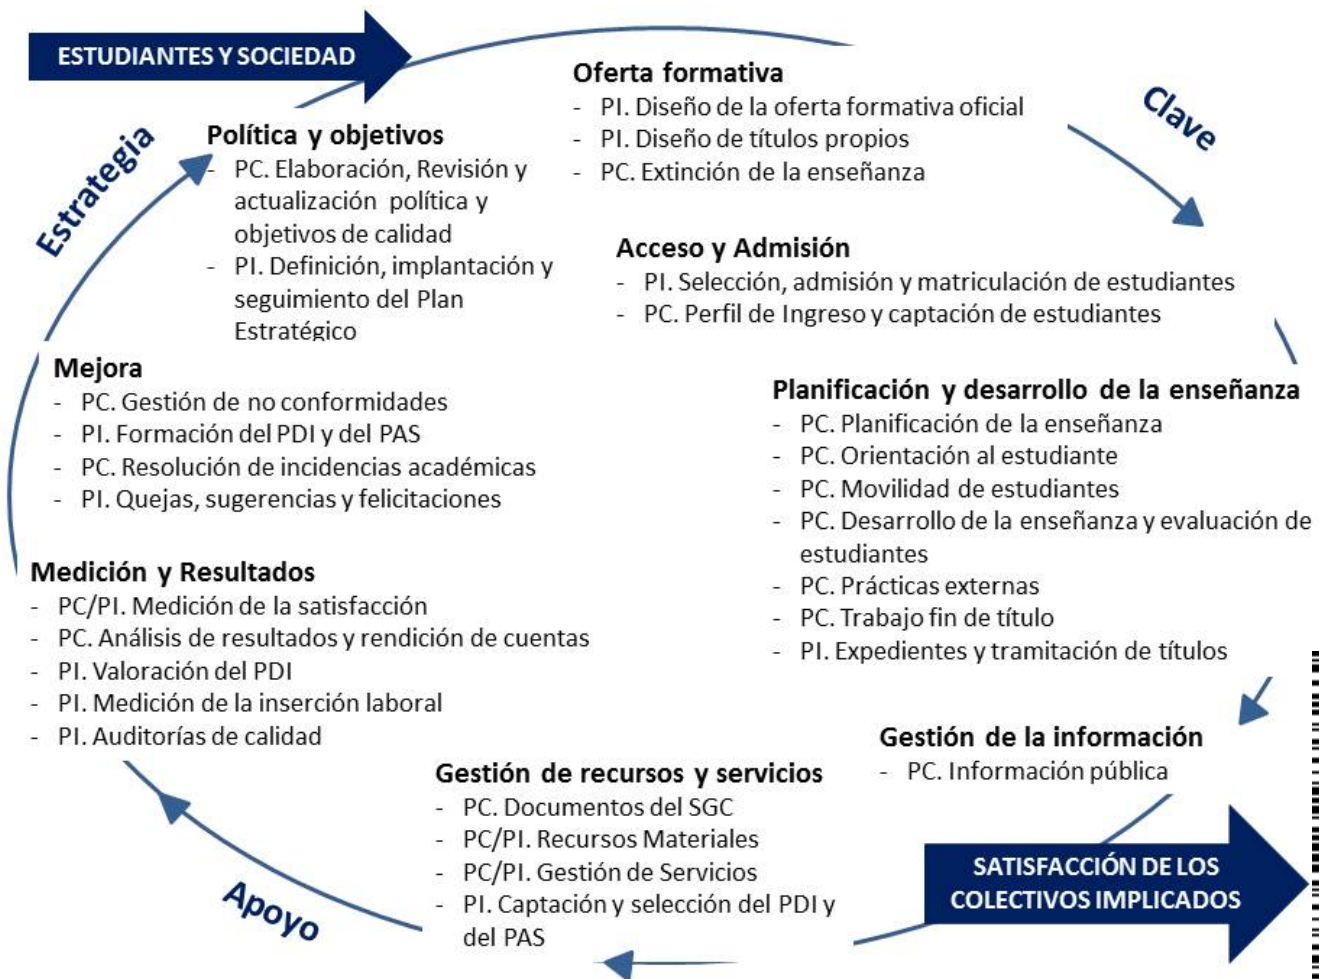 ESTUDIANTES Y SOCIEDAD
Estrategia
Política y objetivos
- PC. Elaboración, Revisión y
actualización política y
objetivos de calidad
- PI. Definición, implantación y
seguimiento del Plan
Estratégico
Oferta formativa
- PI. Diseño de la oferta formativa oficial
- PI. Diseño de títulos propios
- PC. Extinción de la enseñanza
Clave
Acceso y Admisión
- PI. Selección, admisión y matriculación de estudiantes
- PC. Perfil de Ingreso y captación de estudiantes
Mejora
- PC. Gestión de no conformidades
- PI. Formación del PDI y del PAS
- PC. Resolución de incidencias académicas
- PI. Quejas, sugerencias y felicitaciones
Planificación y desarrollo de la enseñanza
- PC. Planificación de la enseñanza
- PC. Orientación al estudiante
- PC. Movilidad de estudiantes
- PC. Desarrollo de la enseñanza y evaluación de
estudiantes
- PC. Prácticas externas
- PC. Trabajo fin de título
- PI. Expedientes y tramitación de títulos
Medición y Resultados
- PC/PI. Medición de la satisfacción
- PC. Análisis de resultados y rendición de cuentas
- PI. Valoración del PDI
- PI. Medición de la inserción laboral
- PI. Auditorías de calidad
Gestión de la información
- PC. Información pública
Gestión de recursos y servicios
- PC. Documentos del SGC
- PC/PI. Recursos Materiales
- PC/PI. Gestión de Servicios
- PI. Captación y selección del PDI y
del PAS
Apoyo
SATISFACCIÓN DE LOS
COLECTIVOS IMPLICADOS